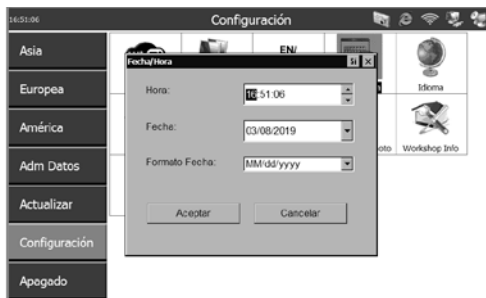 16:51:06
Configuración
Asia
Europea
América
Adm Datos
Actualizar
Configuración
Apagado
EN/
Idioma
Workshop Info
Fecha/Hora
Hora:
16:51:06
Fecha:
03/08/2019
Formato Fecha:
MM/dd/yyyy
Aceptar
Cancelar